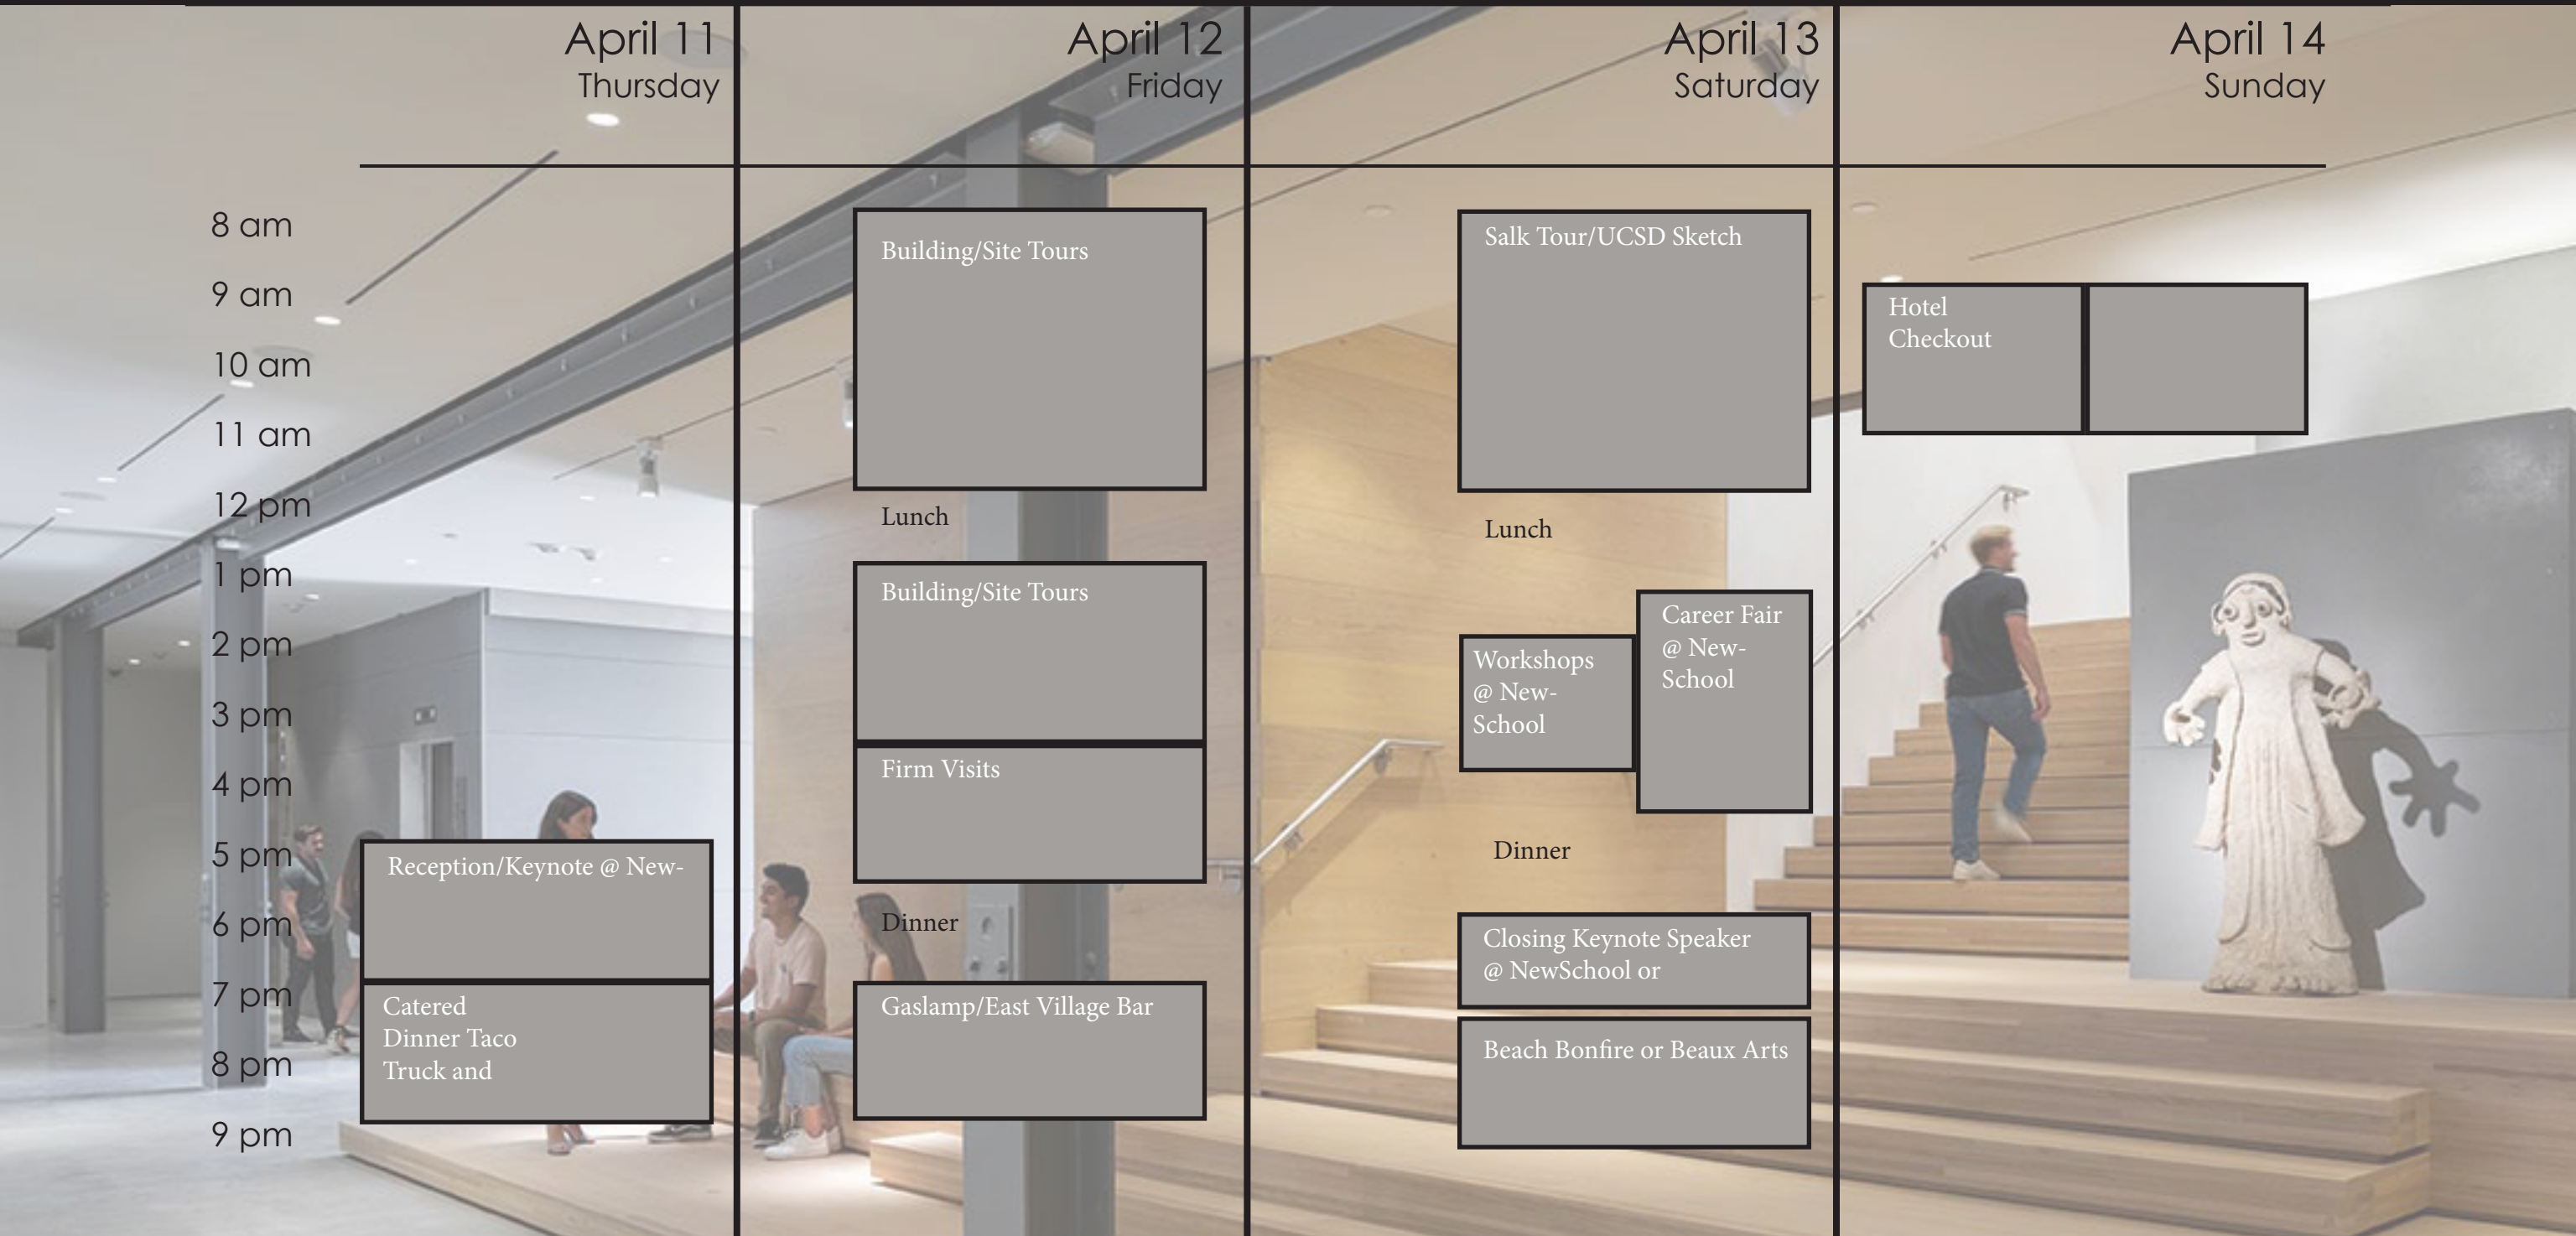 April 11
Thursday
April 12
Friday
April 13
Saturday
April 14
Sunday
8 am
9 am
10 am
11 am
12 pm
1 pm
2 pm
3 pm
4 pm
5 pm
6 pm
7 pm
8 pm
9 pm
Reception/Keynote @ New-
Catered
Dinner Taco
Truck and
Building/Site Tours
Lunch
Building/Site Tours
Firm Visits
Dinner
Gaslamp/East Village Bar
Salk Tour/UCSD Sketch
Lunch
Workshops
@ New-
School
Career Fair
@ New-
School
Dinner
Closing Keynote Speaker
@ NewSchool or
Beach Bonfire or Beaux Arts
Hotel
Checkout